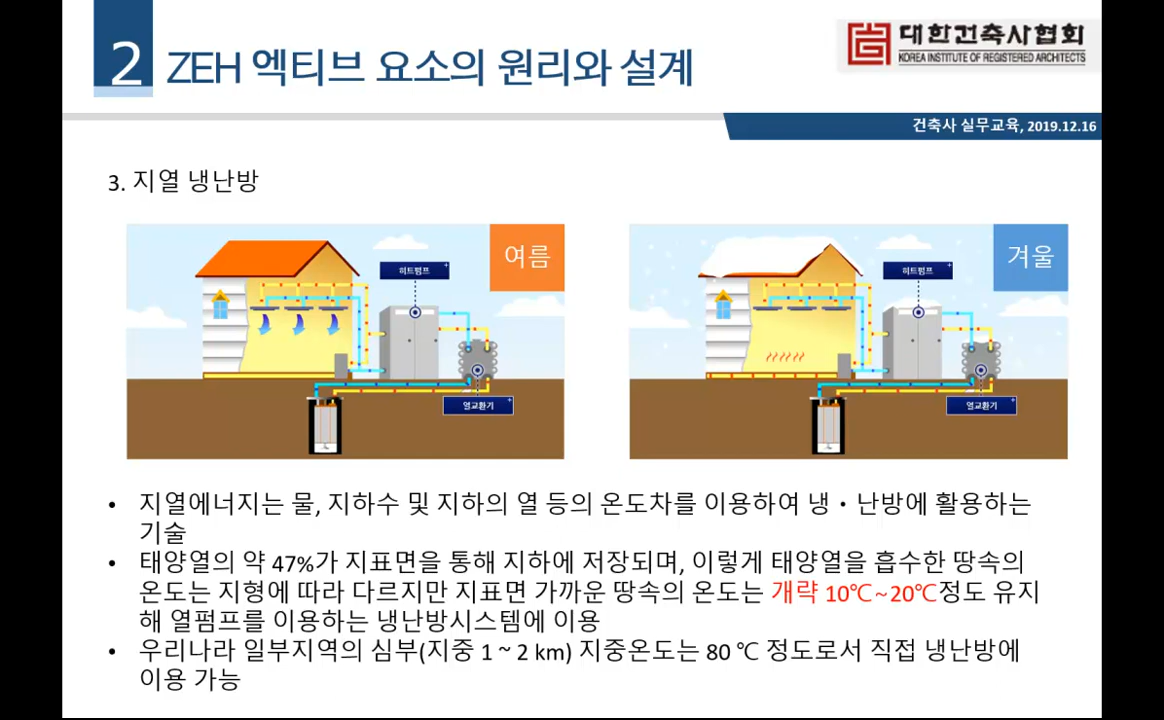 2
ZEH 엑티브 요소의 원리와 설계
대한건축사협회
KOREA INSTITUTE OF REGISTERED ARCHITECTS
건축사 실무교육, 2019.12.16
3. 지열 냉난방
여름
히트펌프
열교환기
겨울
히트펌프
열교환기
• 지열에너지는 물, 지하수 및 지하의 열 등의 온도차를 이용하여 냉・난방에 활용하는
기술
• 태양열의 약 47%가 지표면을 통해 지하에 저장되며, 이렇게 태양열을 흡수한 땅속의
온도는 지형에 따라 다르지만 지표면 가까운 땅속의 온도는 개략 10℃~20℃정도 유지
해 열펌프를 이용하는 냉난방시스템에 이용
• 우리나라 일부지역의 심부(지중 1 ~ 2 km) 지중온도는 80 ℃ 정도로서 직접 냉난방에
이용 가능